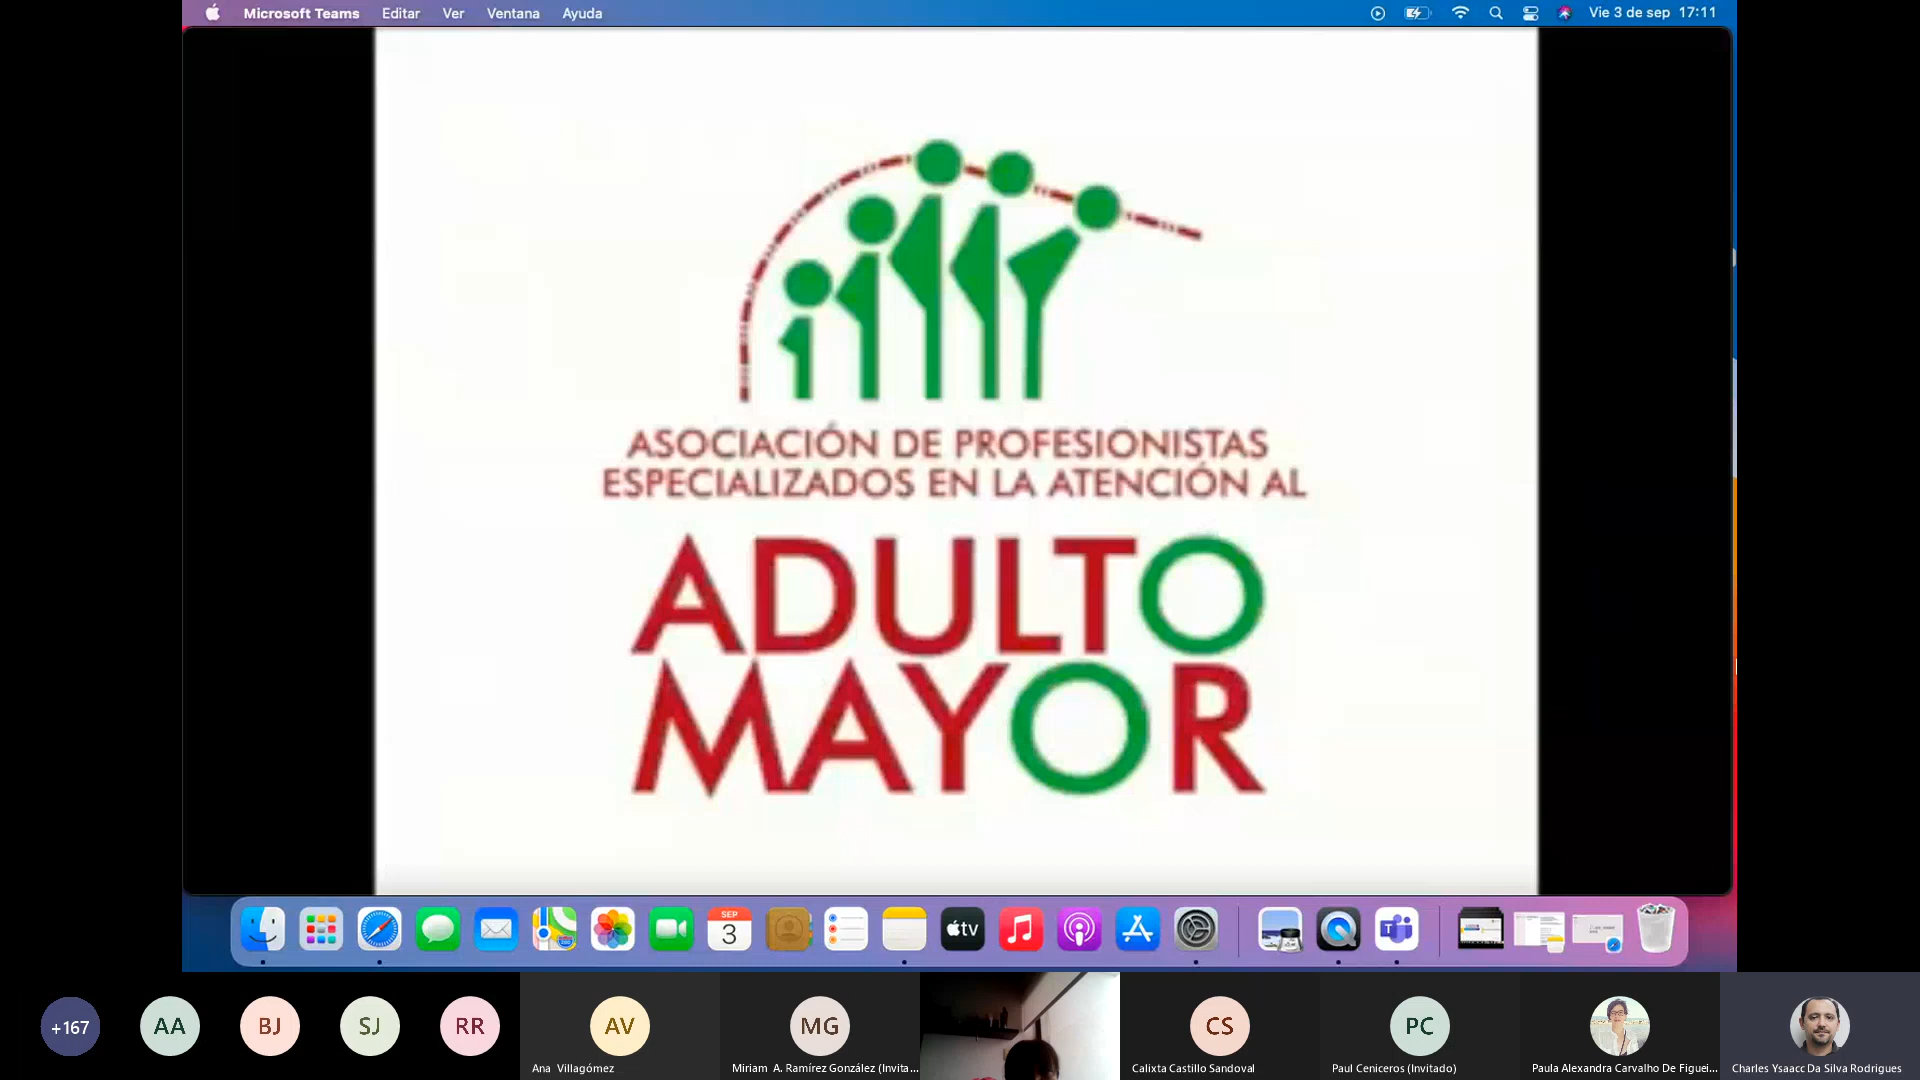 Microsoft Teams Editar Ver Ventana Ayuda Vie 3 de sep 17:11
ASOCIACIÓN DE PROFESIONISTAS
ESPECIALIZADOS EN LA ATENCIÓN AL
ADULTO
MAYOR
SEP
3
tv
+167 AA BJ SJ RR AV MG CS PC
Ana Villagómez Miriam A. Ramírez González (Invita... Calixta Castillo Sandoval Paul Ceniceros (Invitado) Paula Alexandra Carvalho De Figuei... Charles Ysaacc Da Silva Rodrigues